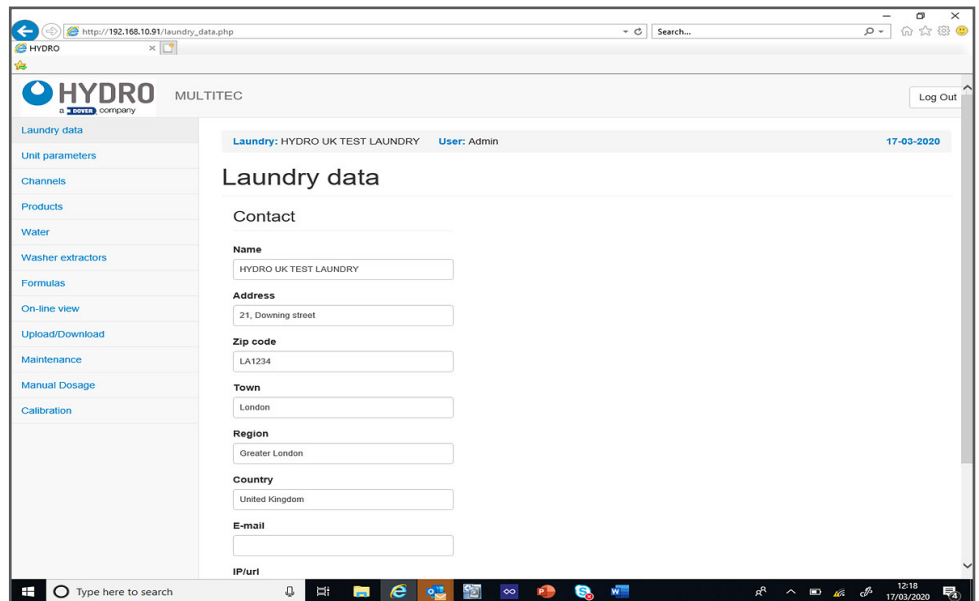 http://192.168.10.91/laundry_data.php
Search...
HYDRO
HYDRO
a DOVER company
MULTITEC
Log Out
Laundry data
Unit parameters
Channels
Products
Water
Washer extractors
Formulas
On-line view
Upload/Download
Maintenance
Manual Dosage
Calibration
Laundry: HYDRO UK TEST LAUNDRY User: Admin 17-03-2020
Laundry data
Contact
Name
HYDRO UK TEST LAUNDRY
Address
21, Downing street
Zip code
LA1234
Town
London
Region
Greater London
Country
United Kingdom
E-mail
IP/url
Type here to search
12:18
17/03/2020
4